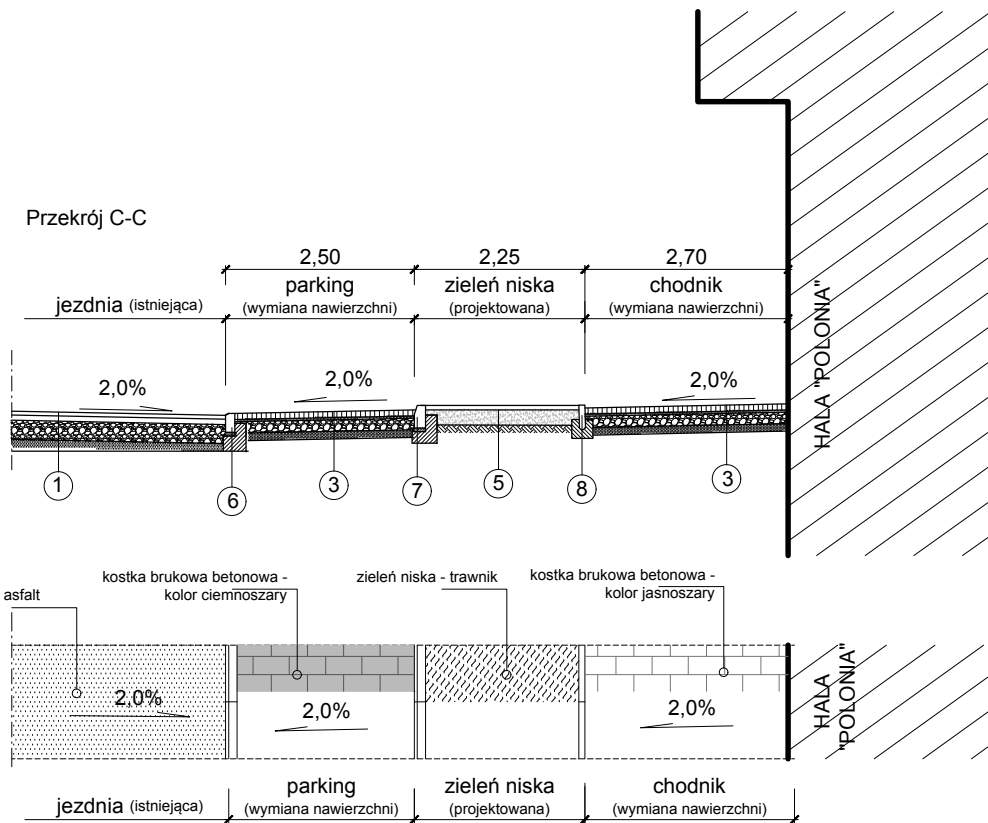 Przekrój C-C
2,50
2,25
2,70
jezdnia (istniejąca)
parking
(wymiana nawierzchni)
zieleń niska
(projektowana)
chodnik
(wymiana nawierzchni)
HALA "POLONIA"
2,0%
2,0%
2,0%
1
6
3
7
5
8
3
asfalt
kostka brukowa betonowa -
kolor ciemnoszary
zieleń niska - trawnik
kostka brukowa betonowa -
kolor jasnoszary
2,0%
2,0%
2,0%
HALA
"POLONIA"
jezdnia (istniejąca)
parking
(wymiana nawierzchni)
zieleń niska
(projektowana)
chodnik
(wymiana nawierzchni)